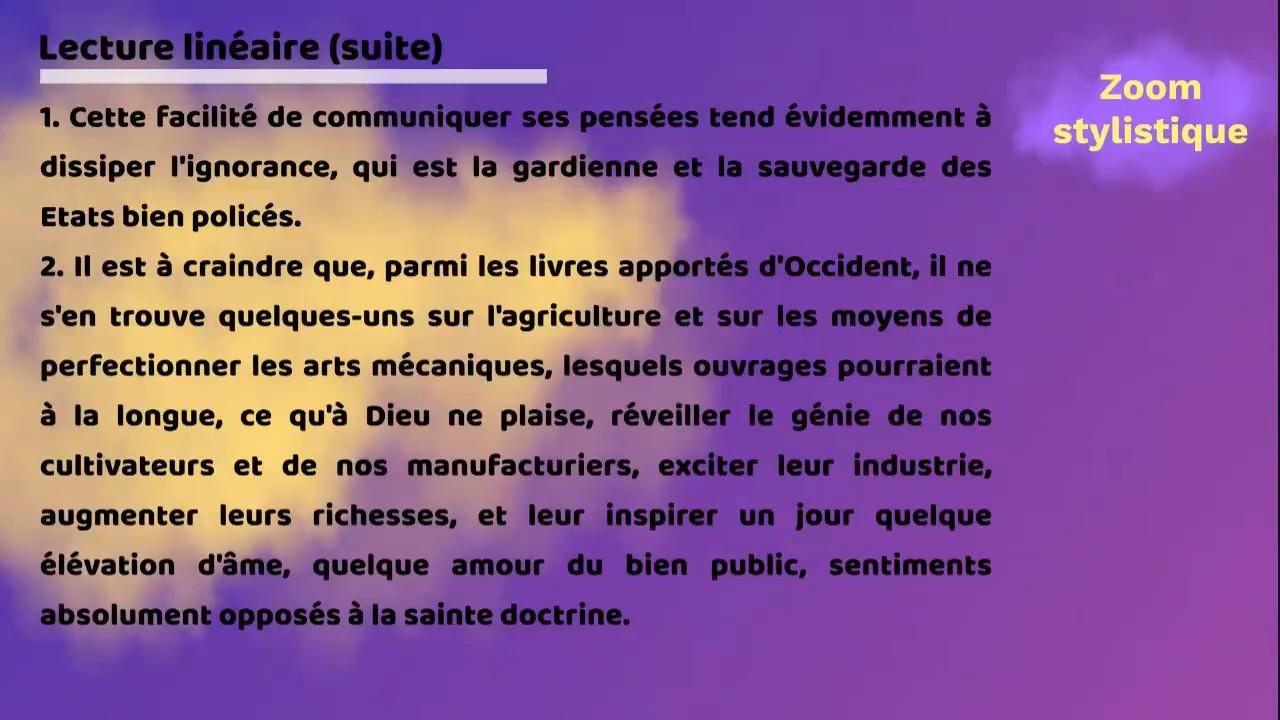 Lecture linéaire (suite)
Zoom
stylistique
1. Cette facilité de communiquer ses pensées tend évidemment à
dissiper l'ignorance, qui est la gardienne et la sauvegarde des
Etats bien policés.
2. Il est à craindre que, parmi les livres apportés d'Occident, il ne
s'en trouve quelques-uns sur l'agriculture et sur les moyens de
perfectionner les arts mécaniques, lesquels ouvrages pourraient
à la longue, ce qu'à Dieu ne plaise, réveiller le génie de nos
cultivateurs et de nos manufacturiers, exciter leur industrie,
augmenter leurs richesses, et leur inspirer un jour quelque
élévation d'âme, quelque amour du bien public, sentiments
absolument opposés à la sainte doctrine.